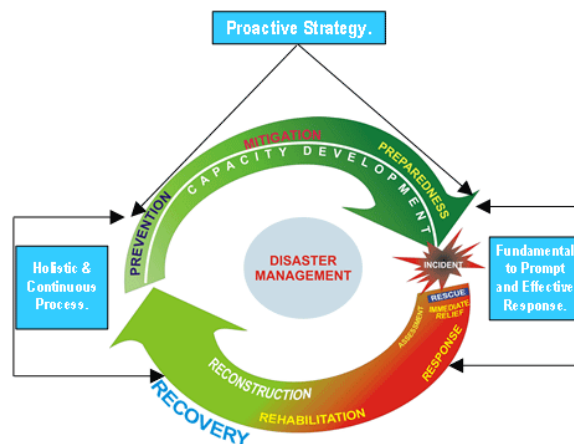 Proactive Strategy.
MITIGATION
CAPACITY DEVELOPMENT
PREPAREDNESS
PREVENTION
Holistic &
Continuous
Process.
DISASTER
MANAGEMENT
INCIDENT
Fundamental
to Prompt
and Effective
Response.
RESCUE
IMMEDIATE
RELIEF
ASSESSMENT
RESPONSE
RECONSTRUCTION
REHABILITATION
RECOVERY